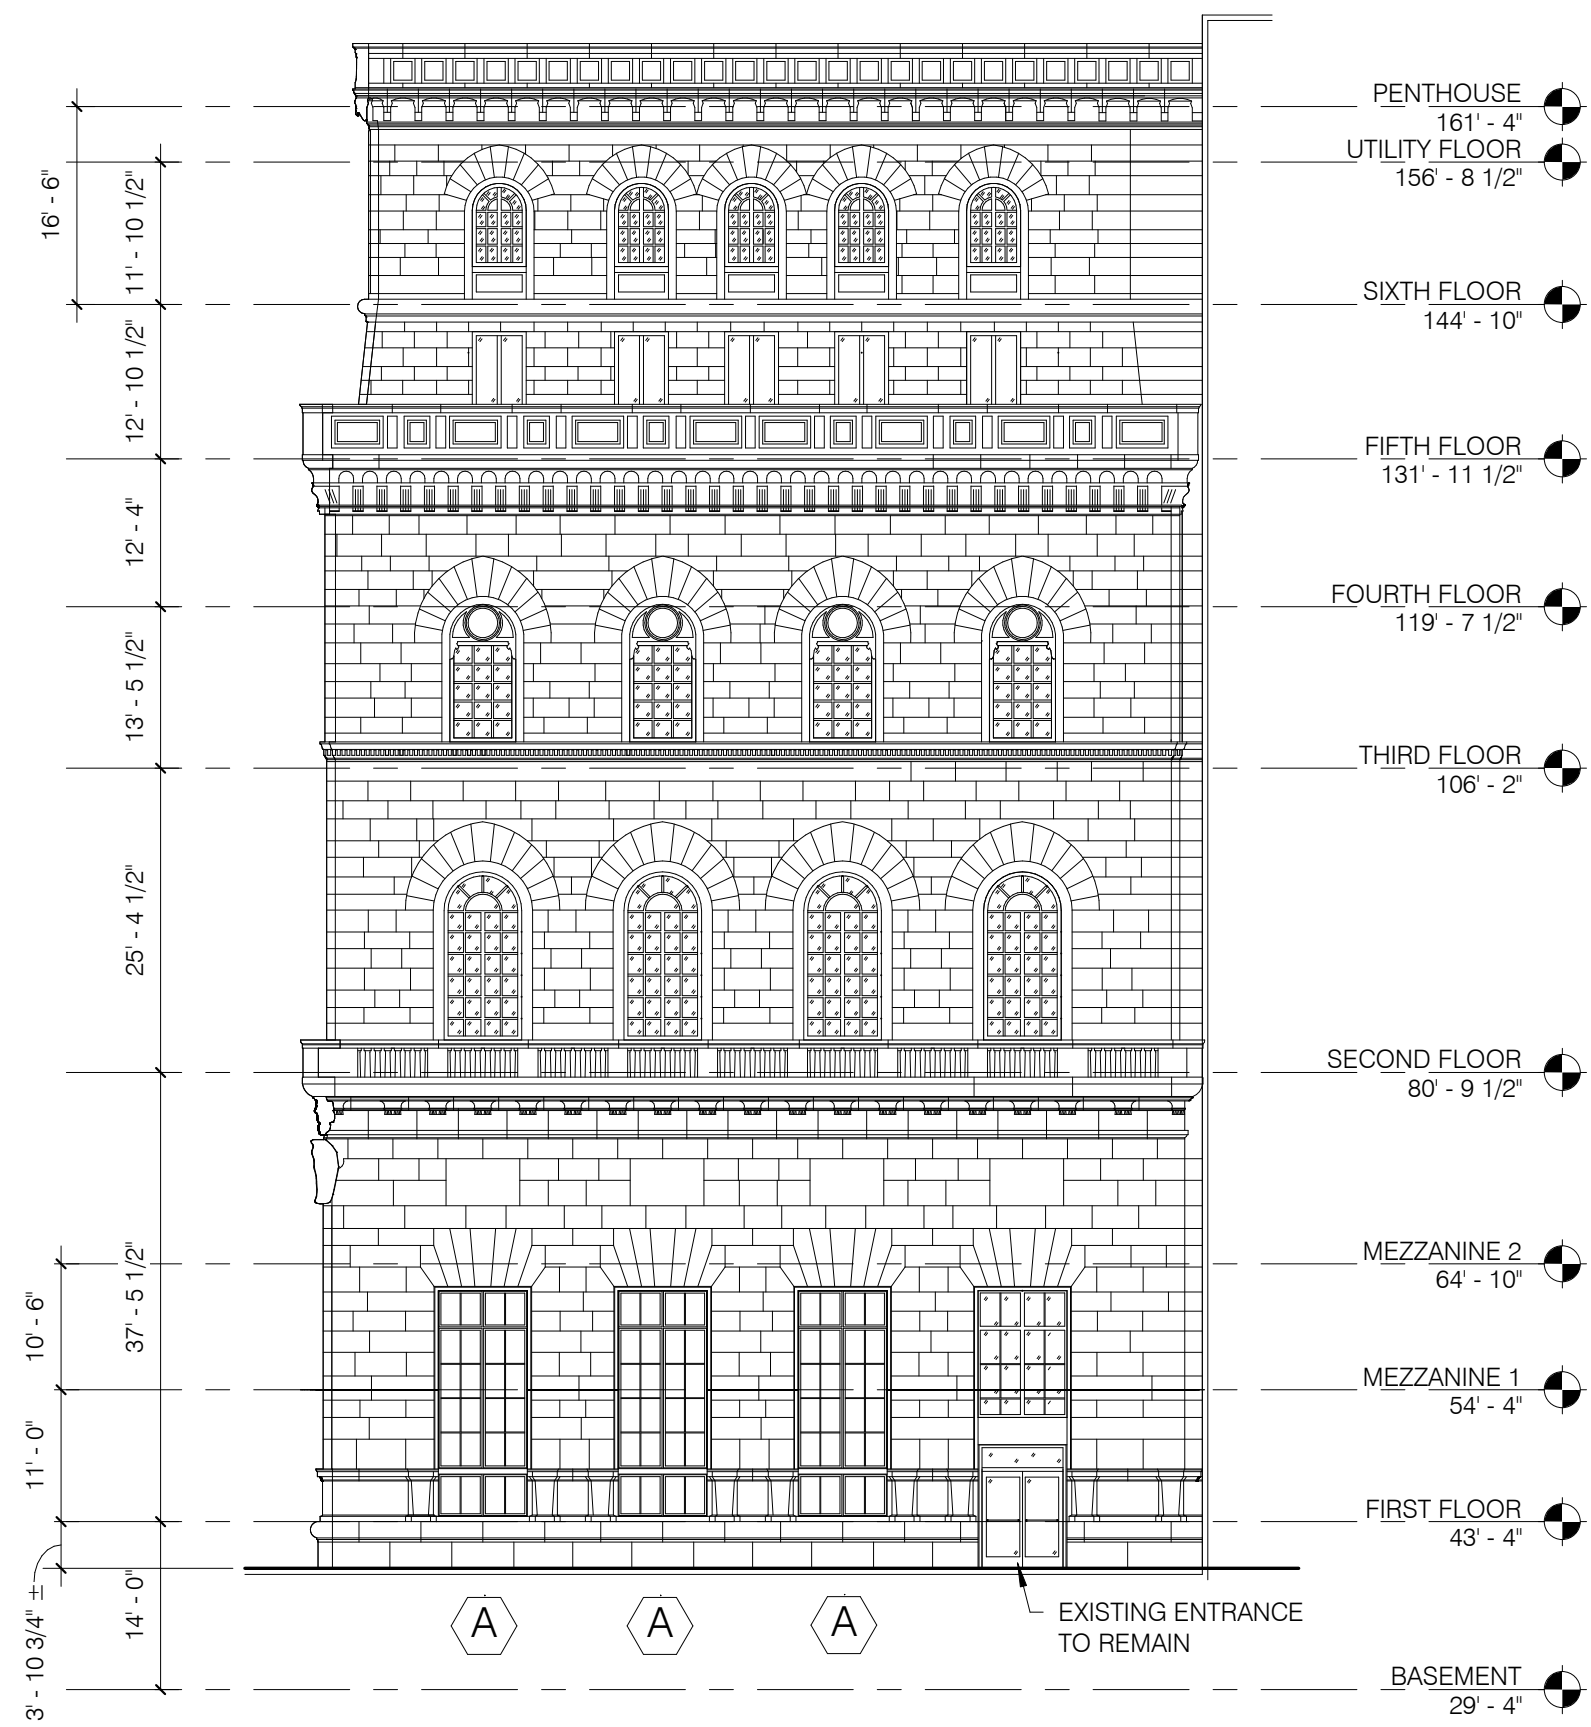 PENTHOUSE
161' - 4"
UTILITY FLOOR
156' - 8 1/2"
16' - 6"
11' - 10 1/2"
SIXTH FLOOR
144' - 10"
12' - 10 1/2"
FIFTH FLOOR
131' - 11 1/2"
12' - 4"
FOURTH FLOOR
119' - 7 1/2"
13' - 5 1/2"
THIRD FLOOR
106' - 2"
25' - 4 1/2"
SECOND FLOOR
80' - 9 1/2"
37' - 5 1/2"
MEZZANINE 2
64' - 10"
10' - 6"
MEZZANINE 1
54' - 4"
11' - 0"
FIRST FLOOR
43' - 4"
3' - 10 3/4" ±
14' - 0"
A A A
EXISTING ENTRANCE
TO REMAIN
BASEMENT
29' - 4"